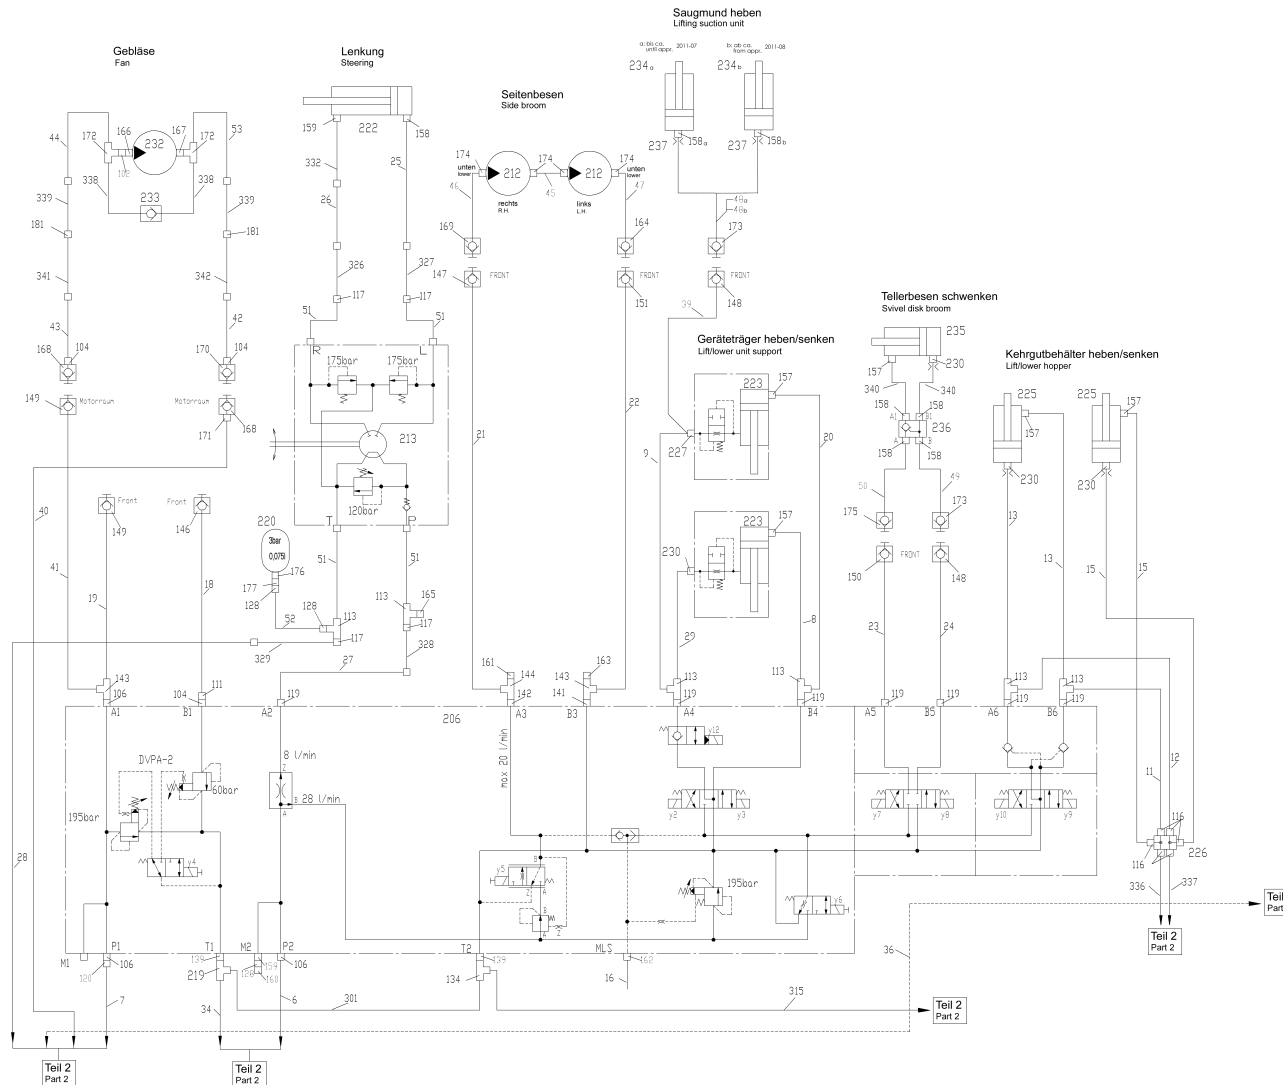 Saugmund heben
Lifting suction unit
a: bis ca. 2011-07
until appr.
b: ab ca. 2011-08
from appr.
Gebläse
Fan
Lenkung
Steering
Seitenbesen
Side broom
234a
234b
237
158a
237
158b
44
172
166
232
167
172
53
102
338
338
233
339
339
181
181
341
342
43
42
168
104
170
104
149
Motorraum
Motorraum
168
171
159
222
158
332
25
26
326
327
117
117
51
51
R
L
175bar
175bar
213
120bar
T
P
174
unten
lower
212
174
212
174
unten
lower
46
45
47
rechts
R.H.
links
L.H.
48a
48b
169
164
173
147
FRONT
151
FRONT
148
FRONT
39
21
22
Geräteträger heben/senken
Lift/lower unit support
223
157
227
9
20
230
223
157
29
8
Tellerbesen schwenken
Svivel disk broom
235
157
230
340
340
158
158
A1
B1
236
A
B
158
158
50
49
175
173
150
FRONT
148
23
24
Kehrgutbehälter heben/senken
Lift/lower hopper
225
225
157
157
230
230
13
13
15
15
40
41
Front
149
Front
146
19
18
220
3bar
0,075l
176
177
128
52
128
113
117
51
51
113
165
117
328
329
27
143
106
A1
104
111
B1
A2
119
206
161
144
142
A3
143
163
141
B3
113
119
A4
113
119
B4
A5
119
B5
119
A6
113
119
B6
113
119
DVPA-2
60bar
195bar
y4
8 l/min
Z
B
28 l/min
A
max 20 l/min
y12
y2
y3
y7
y8
y10
y9
11
12
116
116
226
336
337
y5
B
Z
A
B
A
Z
195bar
y6
28
M1
120
P1
106
T1
139
219
M2
159
128
160
P2
106
T2
139
134
MLS
162
16
7
34
6
301
315
36
Teil 2
Part 2
Teil 2
Part 2
Teil 2
Part 2
Teil 2
Part 2
Teil
Part